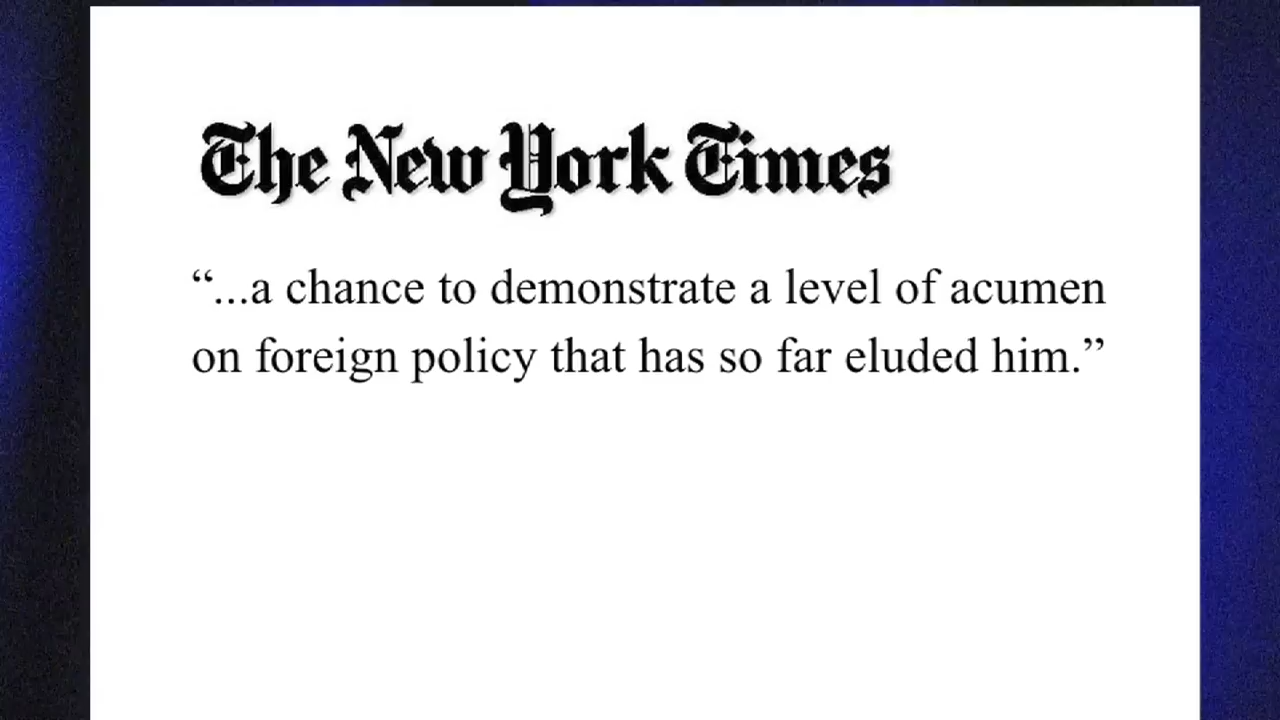 The New York Times
“...a chance to demonstrate a level of acumen
on foreign policy that has so far eluded him.”